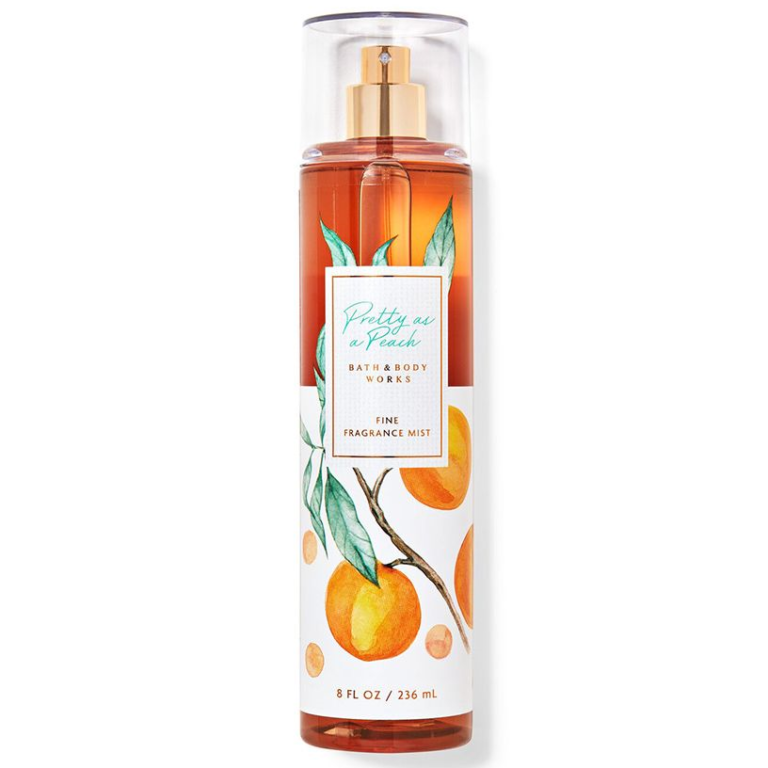 Pretty as
a Peach
BATH & BODY
WORKS
FINE
FRAGRANCE MIST
8 FL OZ / 236 mL